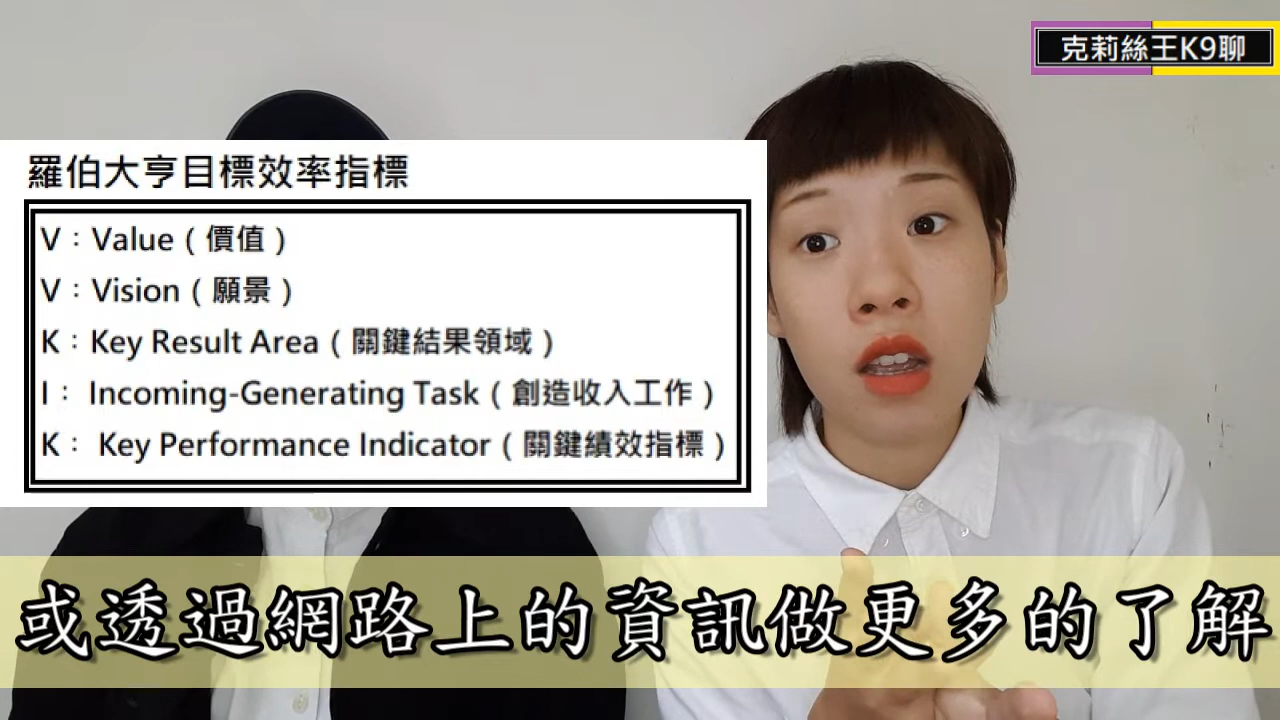 克莉絲王K9聊
羅伯大亨目標效率指標
V：Value（價值）
V：Vision（願景）
K：Key Result Area（關鍵結果領域）
I： Incoming-Generating Task（創造收入工作）
K： Key Performance Indicator（關鍵績效指標）
或透過網路上的資訊做更多的了解